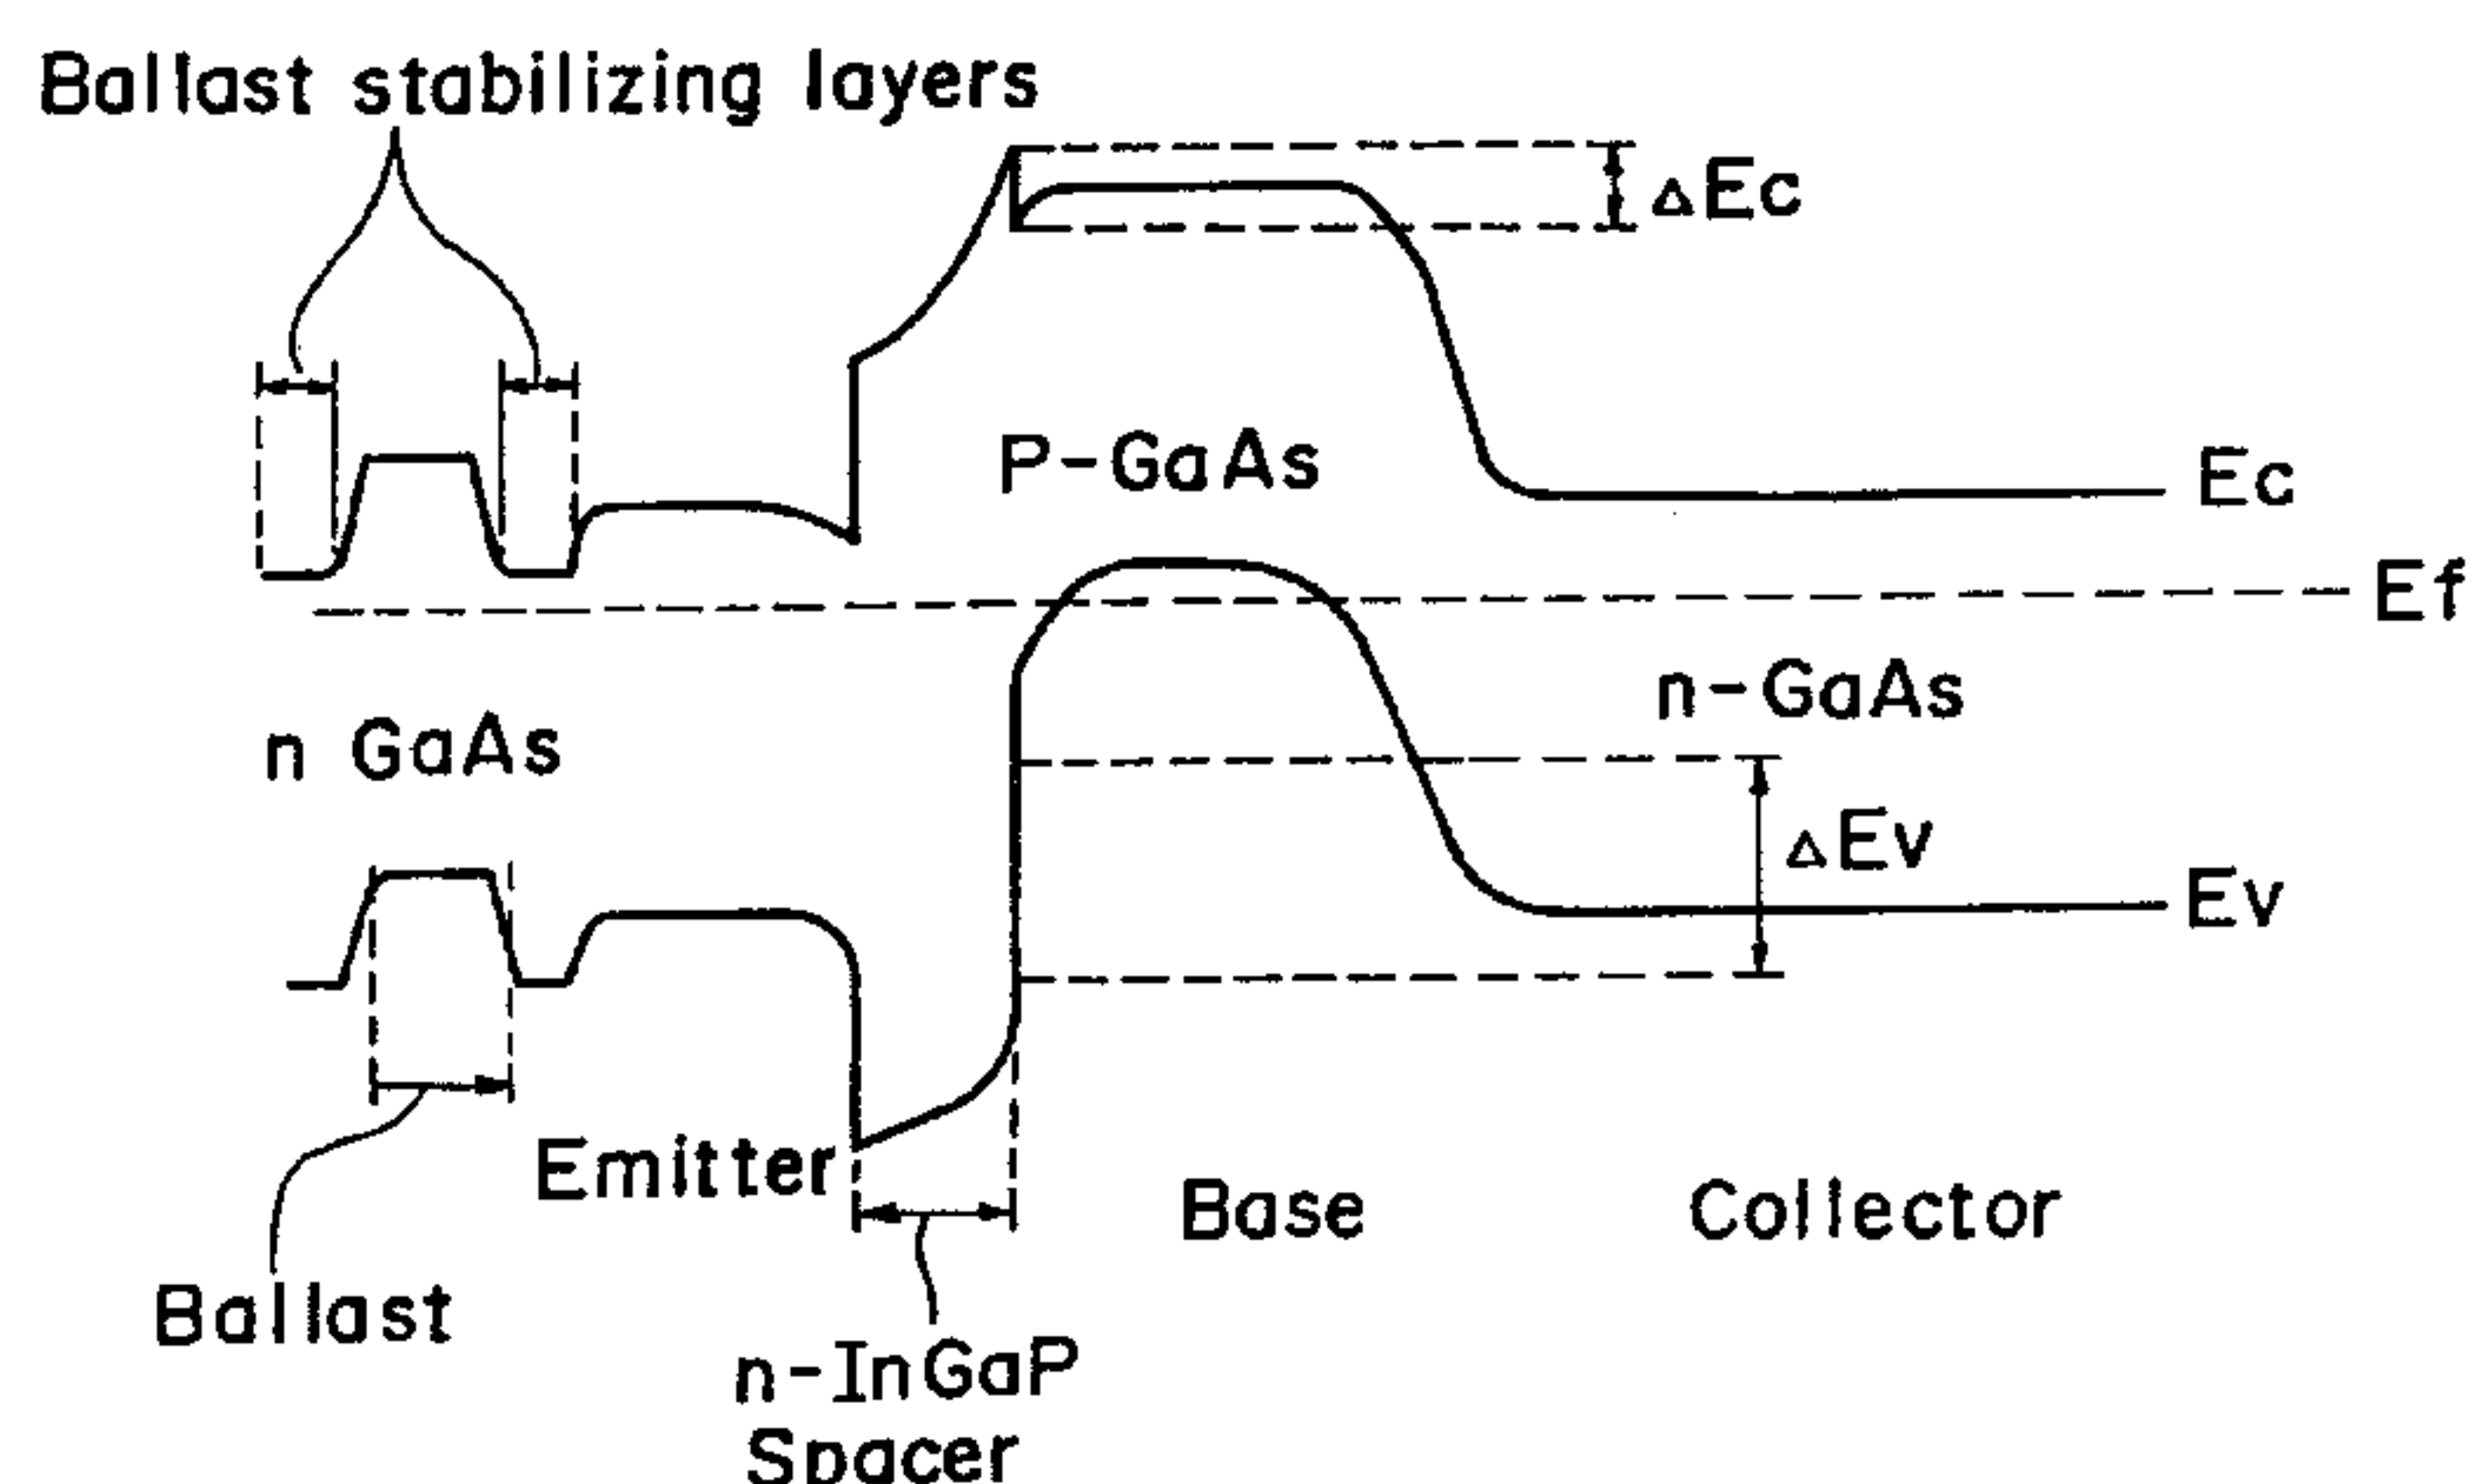 Ballast stabilizing layers
ΔEc
P-GaAs
Ec
Ef
n-GaAs
n GaAs
ΔEv
Ev
Emitter
Base
Collector
Ballast
n-InGaP
Spacer